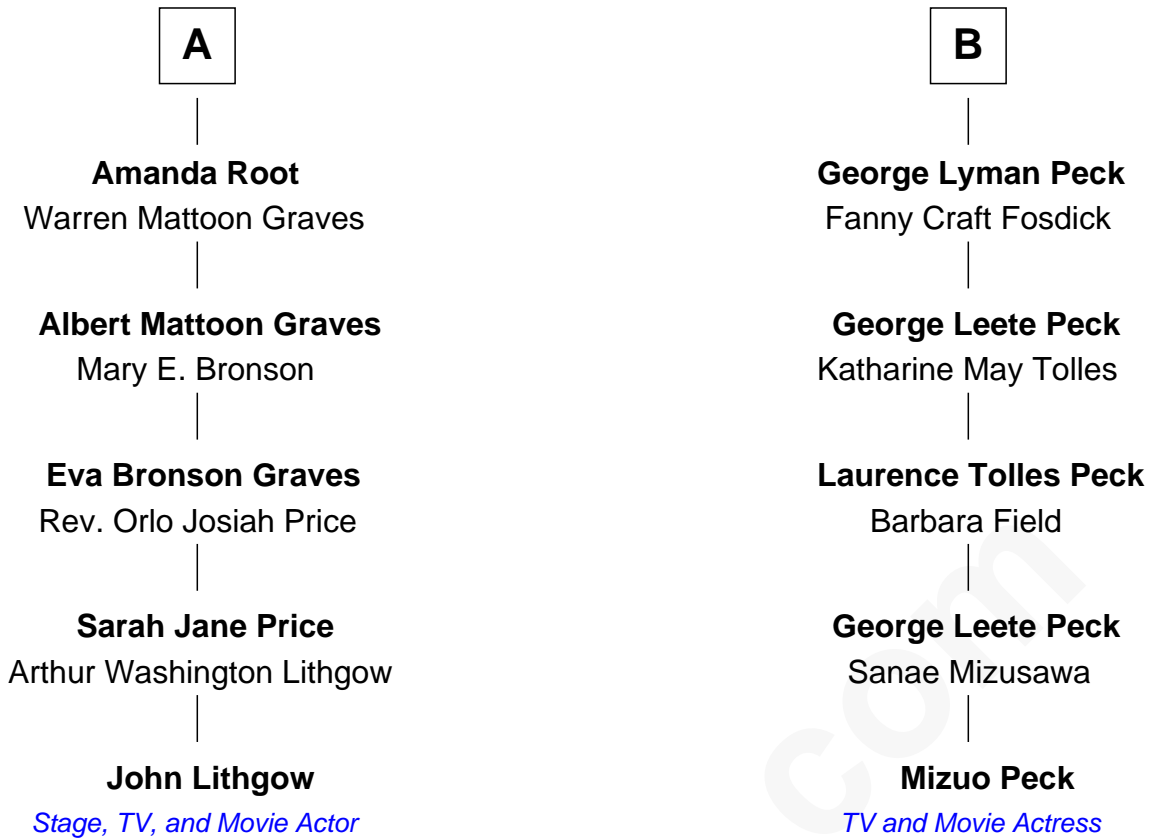 A
Amanda Root
Warren Mattoon Graves
Albert Mattoon Graves
Mary E. Bronson
Eva Bronson Graves
Rev. Orlo Josiah Price
Sarah Jane Price
Arthur Washington Lithgow
John Lithgow
Stage, TV, and Movie Actor
B
George Lyman Peck
Fanny Craft Fosdick
George Leete Peck
Katharine May Tolles
Laurence Tolles Peck
Barbara Field
George Leete Peck
Sanae Mizusawa
Mizuo Peck
TV and Movie Actress
com